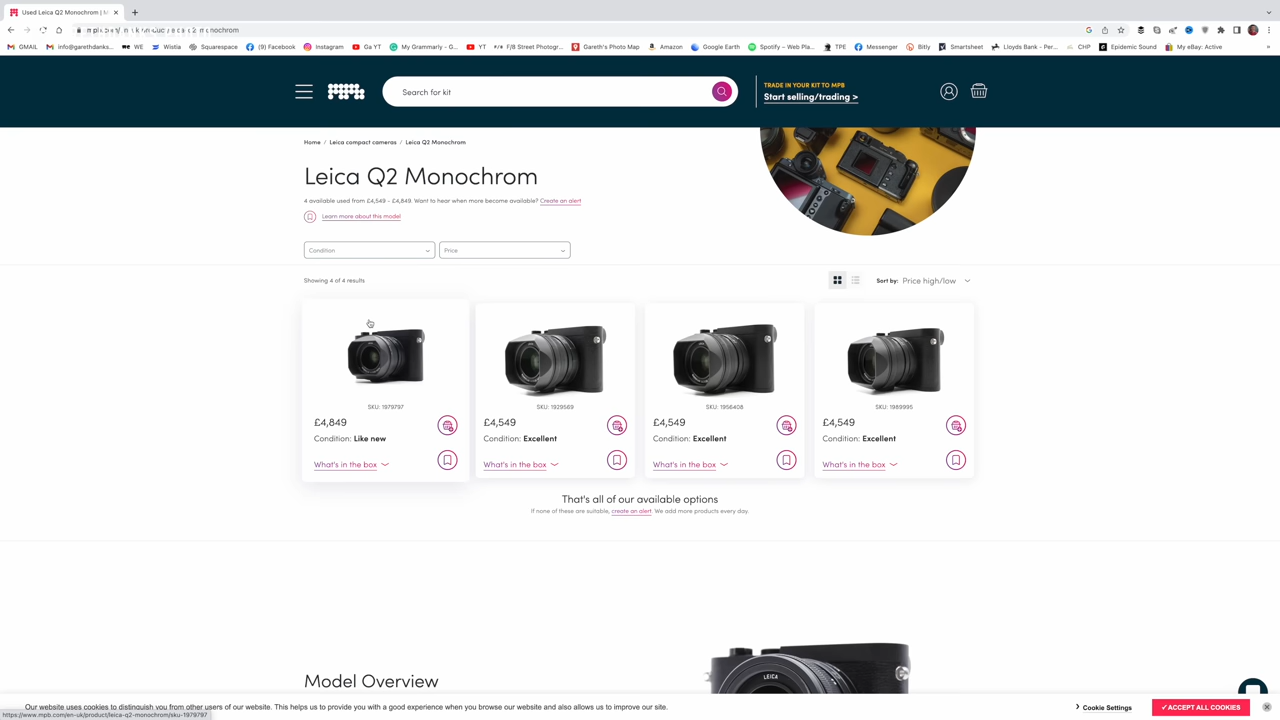 Used Leica Q2 Monochrom | M
GMAIL
info@garethdanks...
WE
Wistia
Squarespace
(9) Facebook
Instagram
Ga YT
My Grammarly - G...
YT
F/B Street Photogr...
Gareth's Photo Map
Amazon
Google Earth
Spotify – Web Pla...
TPE
Messenger
Bitly
Smartsheet
Lloyds Bank - Per...
CHP
Epidemic Sound
My eBay: Active
»
mpb
Search for kit
TRADE IN YOUR KIT TO MPB
Start selling/trading >
Home / Leica compact cameras / Leica Q2 Monochrom
Leica Q2 Monochrom
4 available used from £4,549 - £4,849. Want to hear when more become available? Create an alert
Learn more about this model
Condition
Price
Showing 4 of 4 results
Sort by: Price high/low
SKU: 1979797
£4,849
Condition: Like new
What's in the box
SKU: 1929569
£4,549
Condition: Excellent
What's in the box
SKU: 1956408
£4,549
Condition: Excellent
What's in the box
SKU: 1989995
£4,549
Condition: Excellent
What's in the box
That's all of our available options
If none of these are suitable, create an alert. We add more products every day.
Model Overview
LEICA
Our website uses cookies to distinguish you from other users of our website. This helps us to provide you with a good experience when you browse our website and also allows us to improve our site.
Cookie Settings
✓ACCEPT ALL COOKIES
https://www.mpb.com/en-uk/product/leica-q2-monochrom/sku-1979797